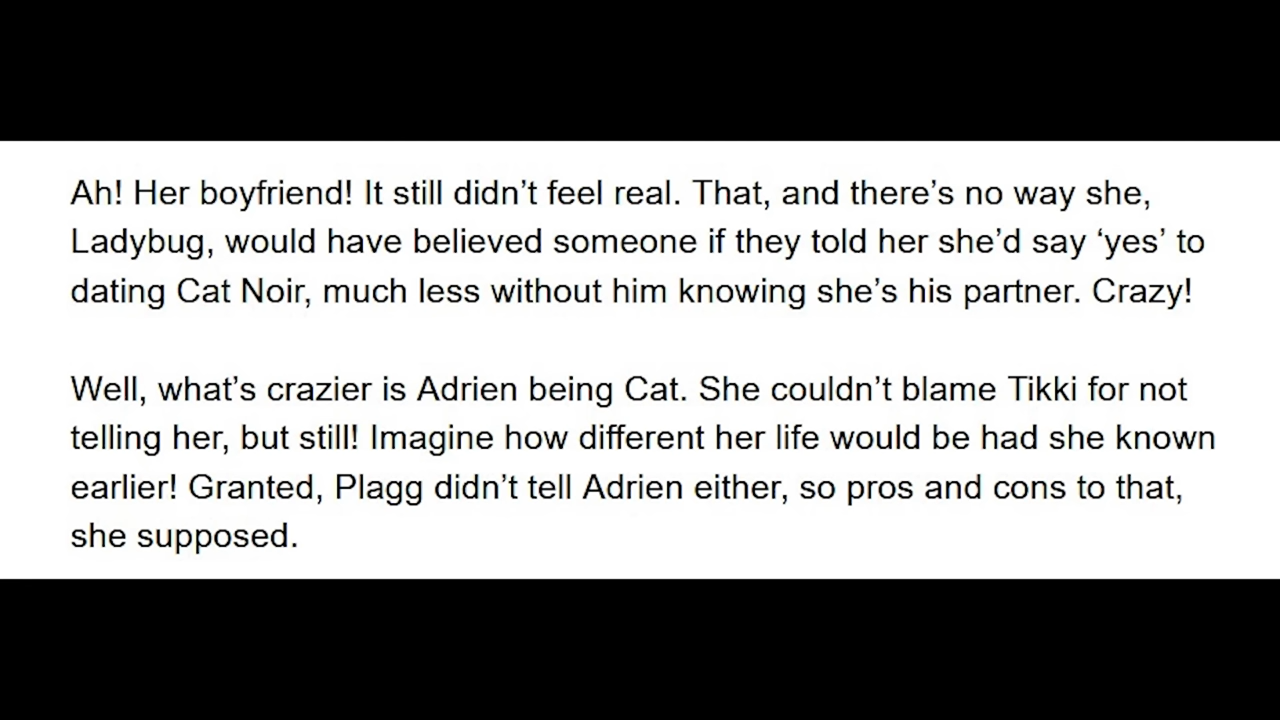 Ah! Her boyfriend! It still didn’t feel real. That, and there’s no way she,
Ladybug, would have believed someone if they told her she’d say ‘yes’ to
dating Cat Noir, much less without him knowing she’s his partner. Crazy!
Well, what’s crazier is Adrien being Cat. She couldn’t blame Tikki for not
telling her, but still! Imagine how different her life would be had she known
earlier! Granted, Plagg didn’t tell Adrien either, so pros and cons to that,
she supposed.